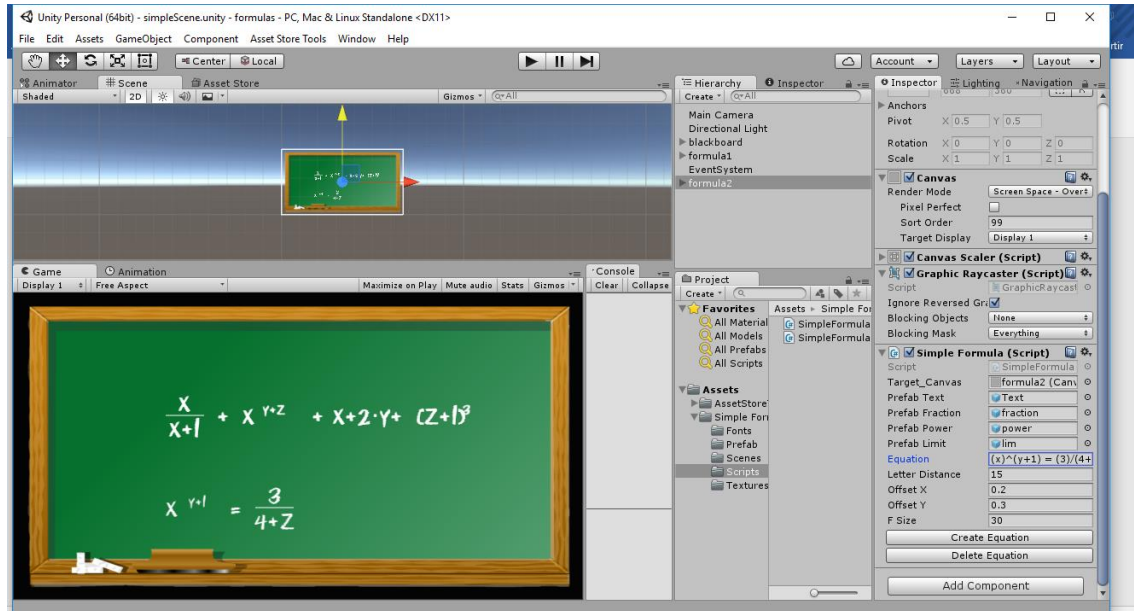 Unity Personal (64bit) - simpleScene.unity - formulas - PC, Mac & Linux Standalone <DX11>
rtir
File Edit Assets GameObject Component Asset Store Tools Window Help
Center Local
Account Layers Layout
Animator Scene Asset Store
Shaded 2D Gizmos All
Hierarchy Inspector
Create All
Main Camera
Directional Light
blackboard
formula1
EventSystem
formula2
Inspector Lighting Navigation
Anchors
Pivot X 0.5 Y 0.5
Rotation X 0 Y 0 Z 0
Scale X 1 Y 1 Z 1
Canvas
Render Mode Screen Space - Over
Pixel Perfect
Sort Order 99
Target Display Display 1
Canvas Scaler (Script)
Graphic Raycaster (Script)
Script GraphicRaycast
Ignore Reversed Gra
Blocking Objects None
Blocking Mask Everything
Simple Formula (Script)
Script SimpleFormula
Target_Canvas formula2 (Canv
Prefab Text Text
Prefab Fraction fraction
Prefab Power power
Prefab Limit lim
Equation (x)^(y+1) = (3)/(4+
Letter Distance 15
Offset X 0.2
Offset Y 0.3
F Size 30
Create Equation
Delete Equation
Add Component
Game Animation
Display 1 Free Aspect Maximize on Play Mute audio Stats Gizmos
Console
Clear Collapse
Project
Create
Favorites
All Material
All Models
All Prefabs
All Scripts
Assets
AssetStore
Simple For
Fonts
Prefab
Scenes
Scripts
Textures
Assets Simple For
SimpleFormula
SimpleFormula
X/X+1 + X^Y+Z + X+2·Y+ (Z+1)³
X^Y+1 = 3/4+Z